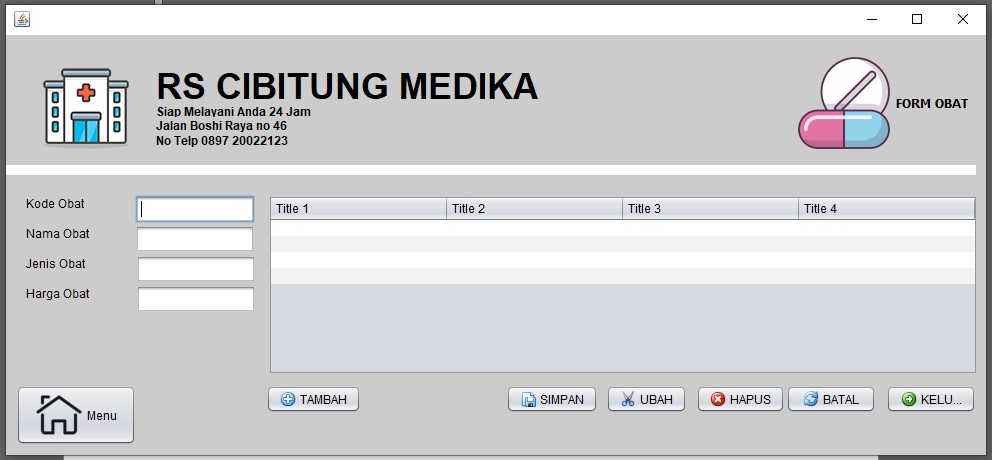 RS CIBITUNG MEDIKA
Siap Melayani Anda 24 Jam
Jalan Boshi Raya no 46
No Telp 0897 20022123
FORM OBAT
Kode Obat
Nama Obat
Jenis Obat
Harga Obat
Title 1 Title 2 Title 3 Title 4
Menu
TAMBAH SIMPAN UBAH HAPUS BATAL KELU...